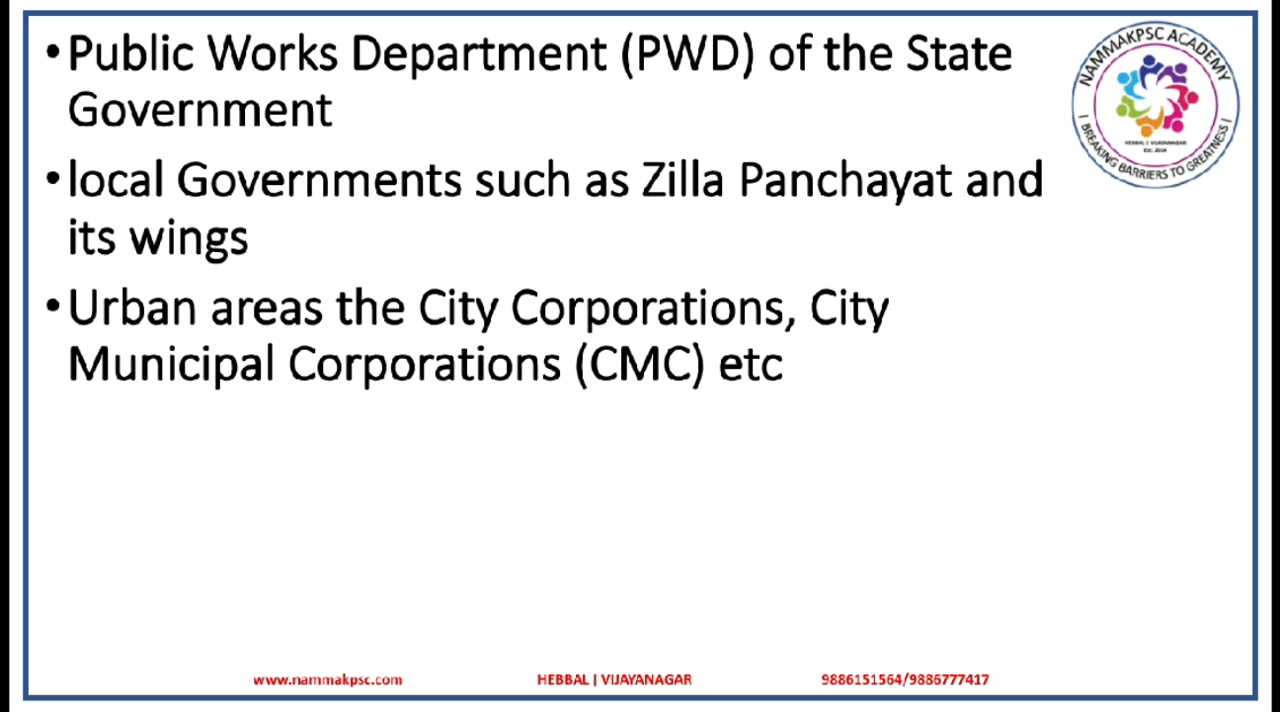 •Public Works Department (PWD) of the State
Government
•local Governments such as Zilla Panchayat and
its wings
•Urban areas the City Corporations, City
Municipal Corporations (CMC) etc
NAMMAKPSC ACADEMY
HEBBAL | VIJAYANAGAR
Est: 2019
| BREAKING BARRIERS TO GREATNESS |
www.nammakpsc.com
HEBBAL | VIJAYANAGAR
9886151564/9886777417